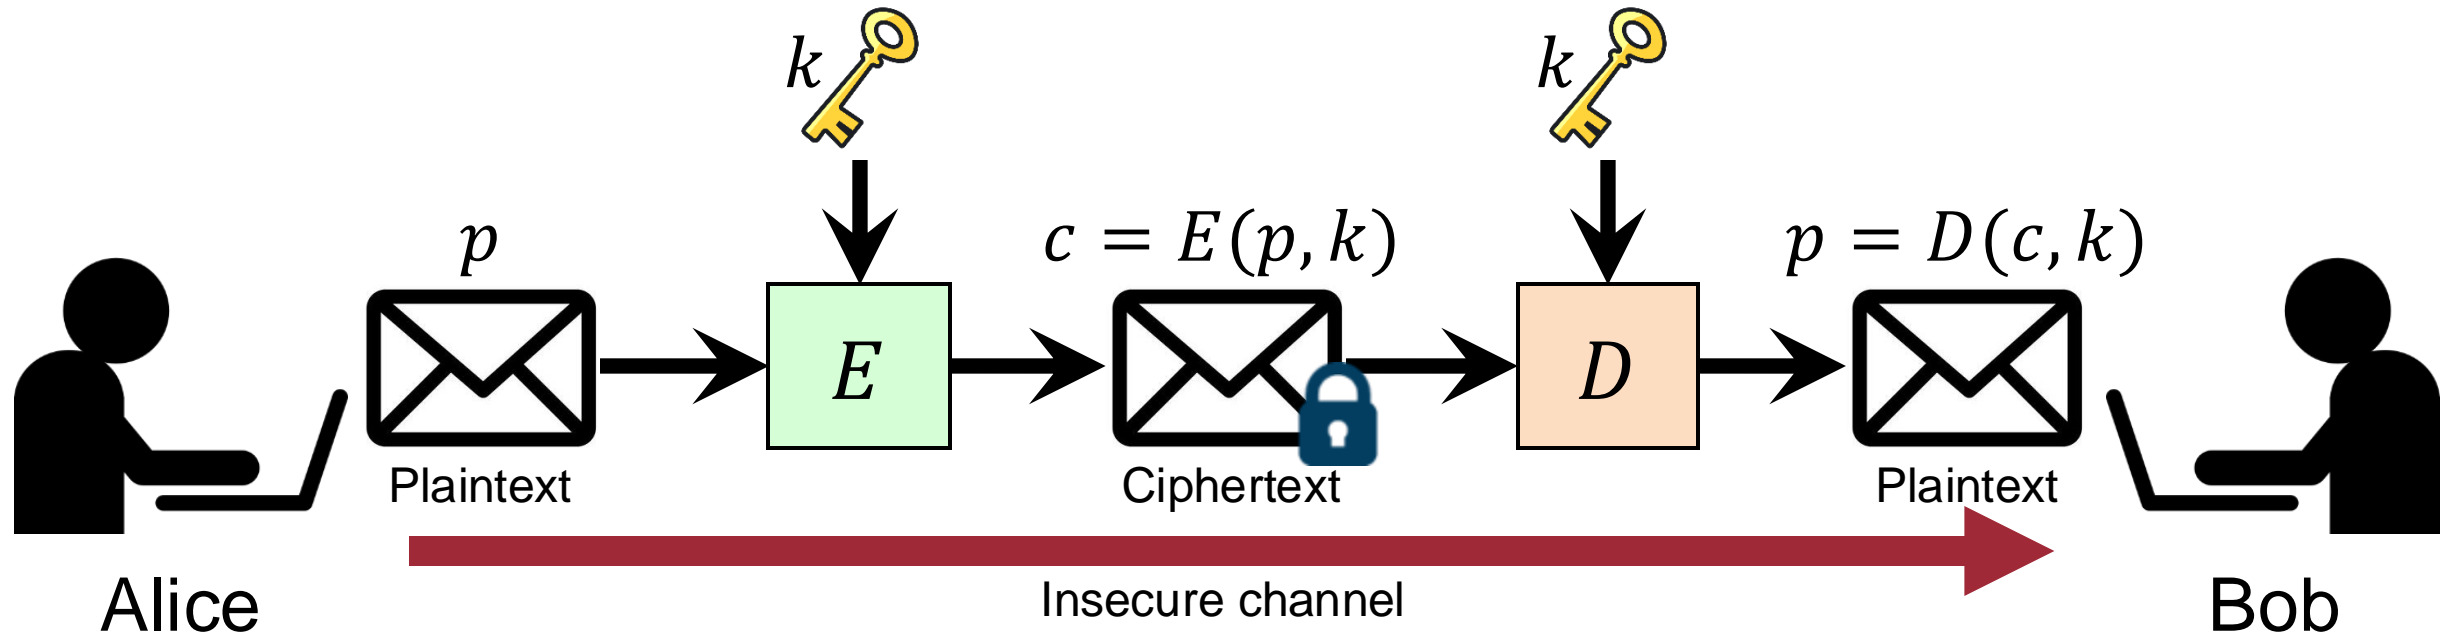 k
k
p
c = E(p, k)
p = D(c, k)
E
D
Plaintext
Ciphertext
Plaintext
Insecure channel
Alice
Bob